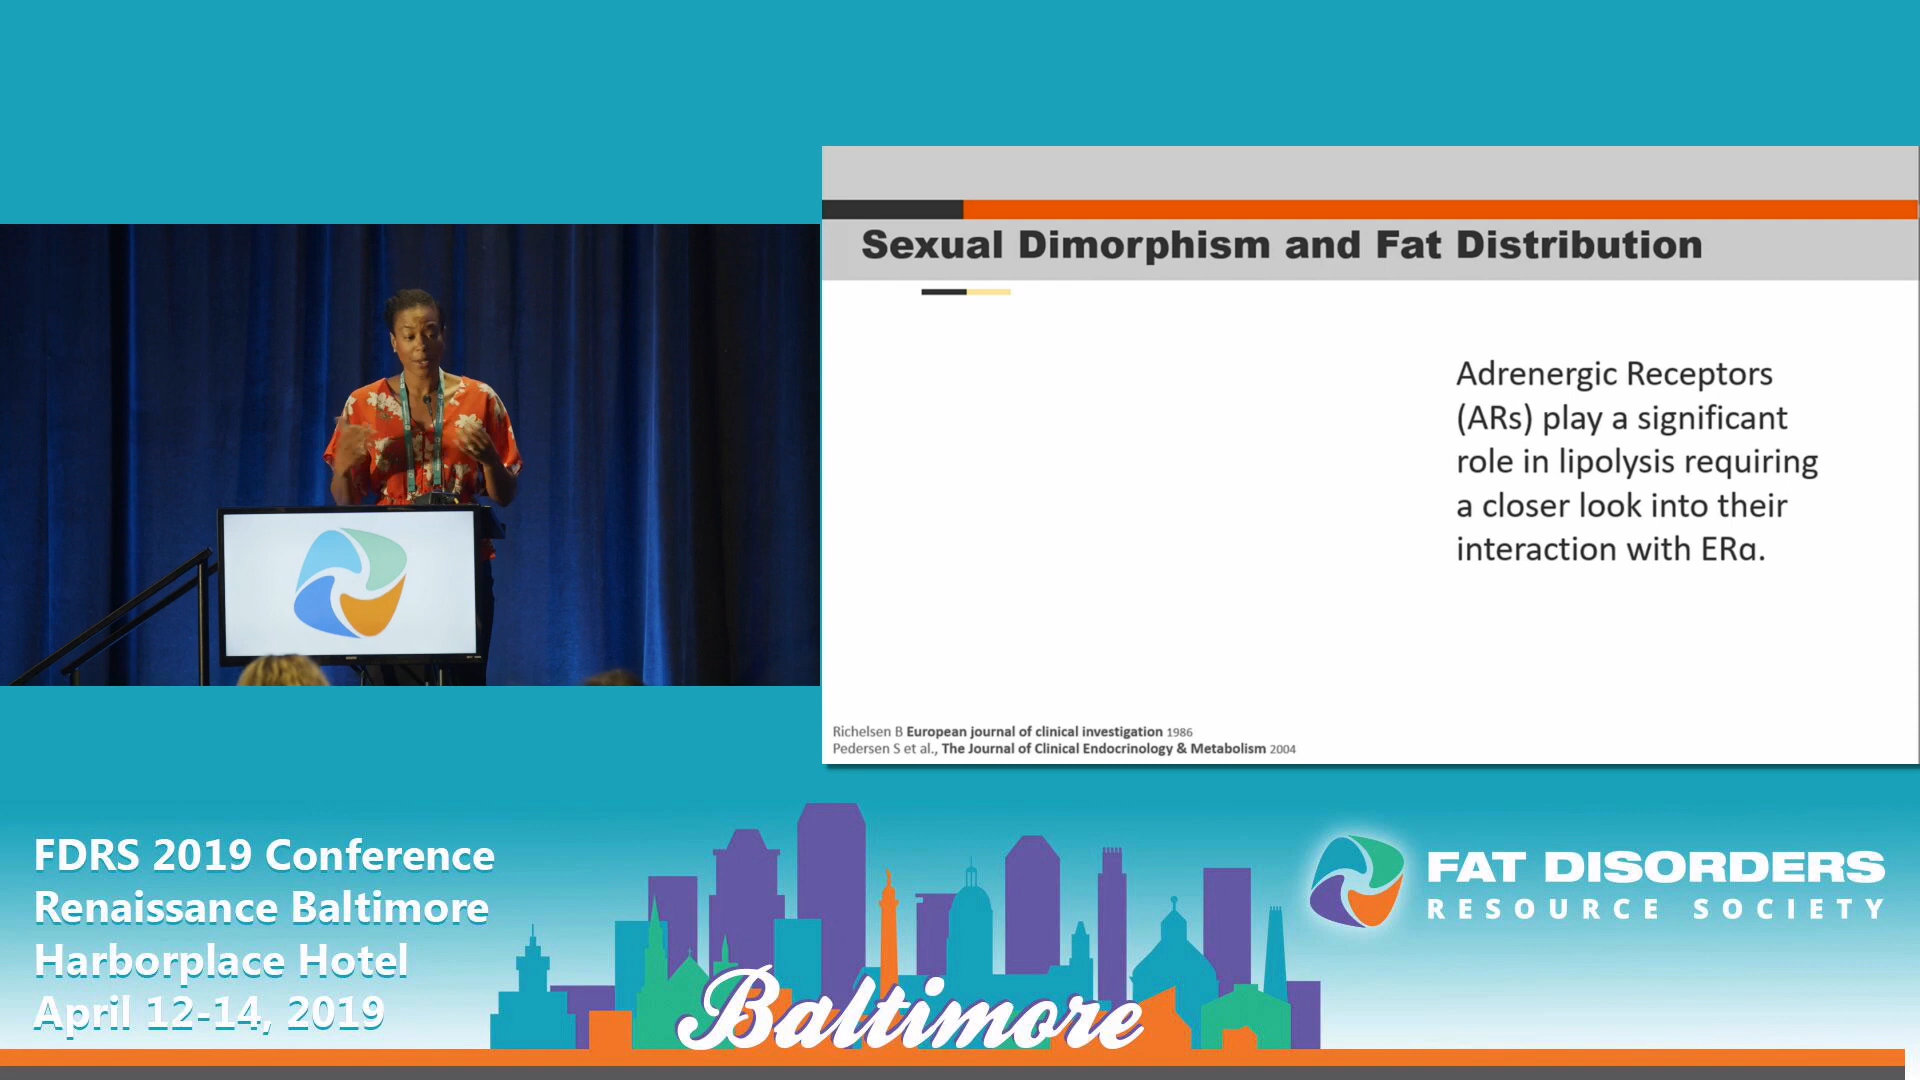 Sexual Dimorphism and Fat Distribution
Adrenergic Receptors
(ARs) play a significant
role in lipolysis requiring
a closer look into their
interaction with ERα.
Richelsen B European journal of clinical investigation 1986
Pedersen S et al., The Journal of Clinical Endocrinology & Metabolism 2004
FDRS 2019 Conference
Renaissance Baltimore
Harborplace Hotel
April 12-14, 2019
Baltimore
FAT DISORDERS
RESOURCE SOCIETY